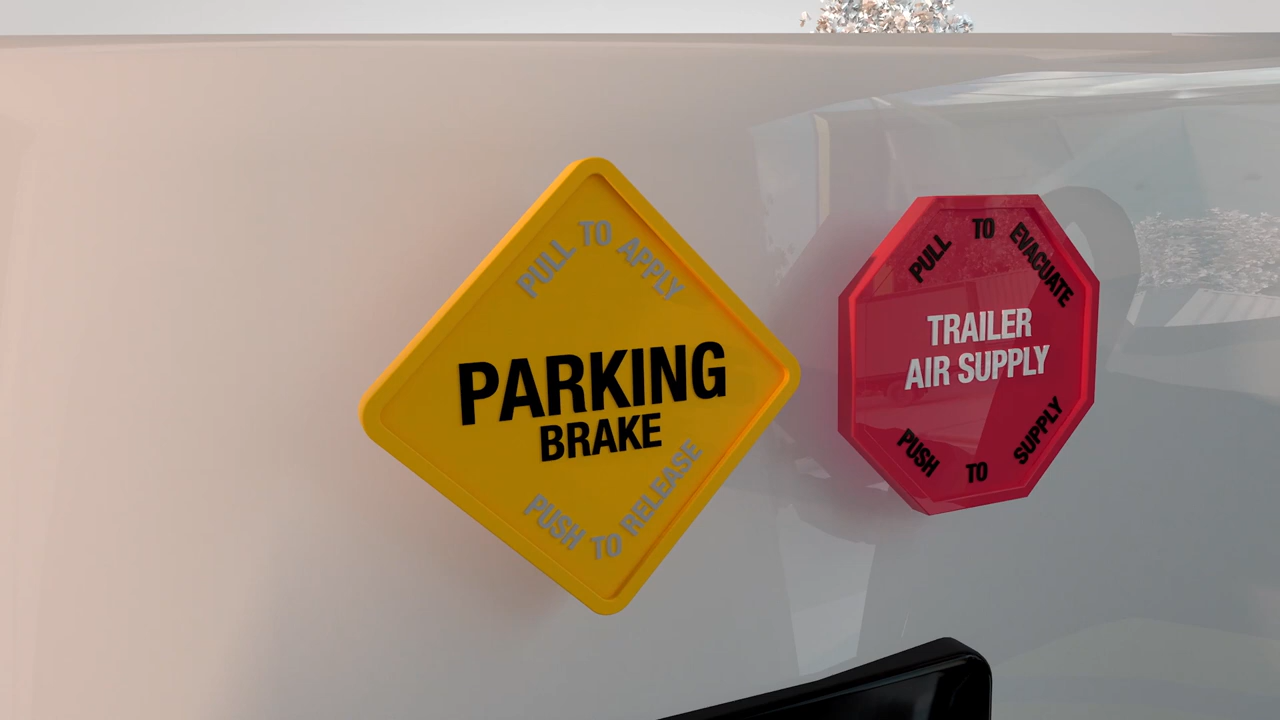 PULL TO APPLY
PARKING
BRAKE
PUSH TO RELEASE
PULL TO EVACUATE
TRAILER
AIR SUPPLY
PUSH TO SUPPLY